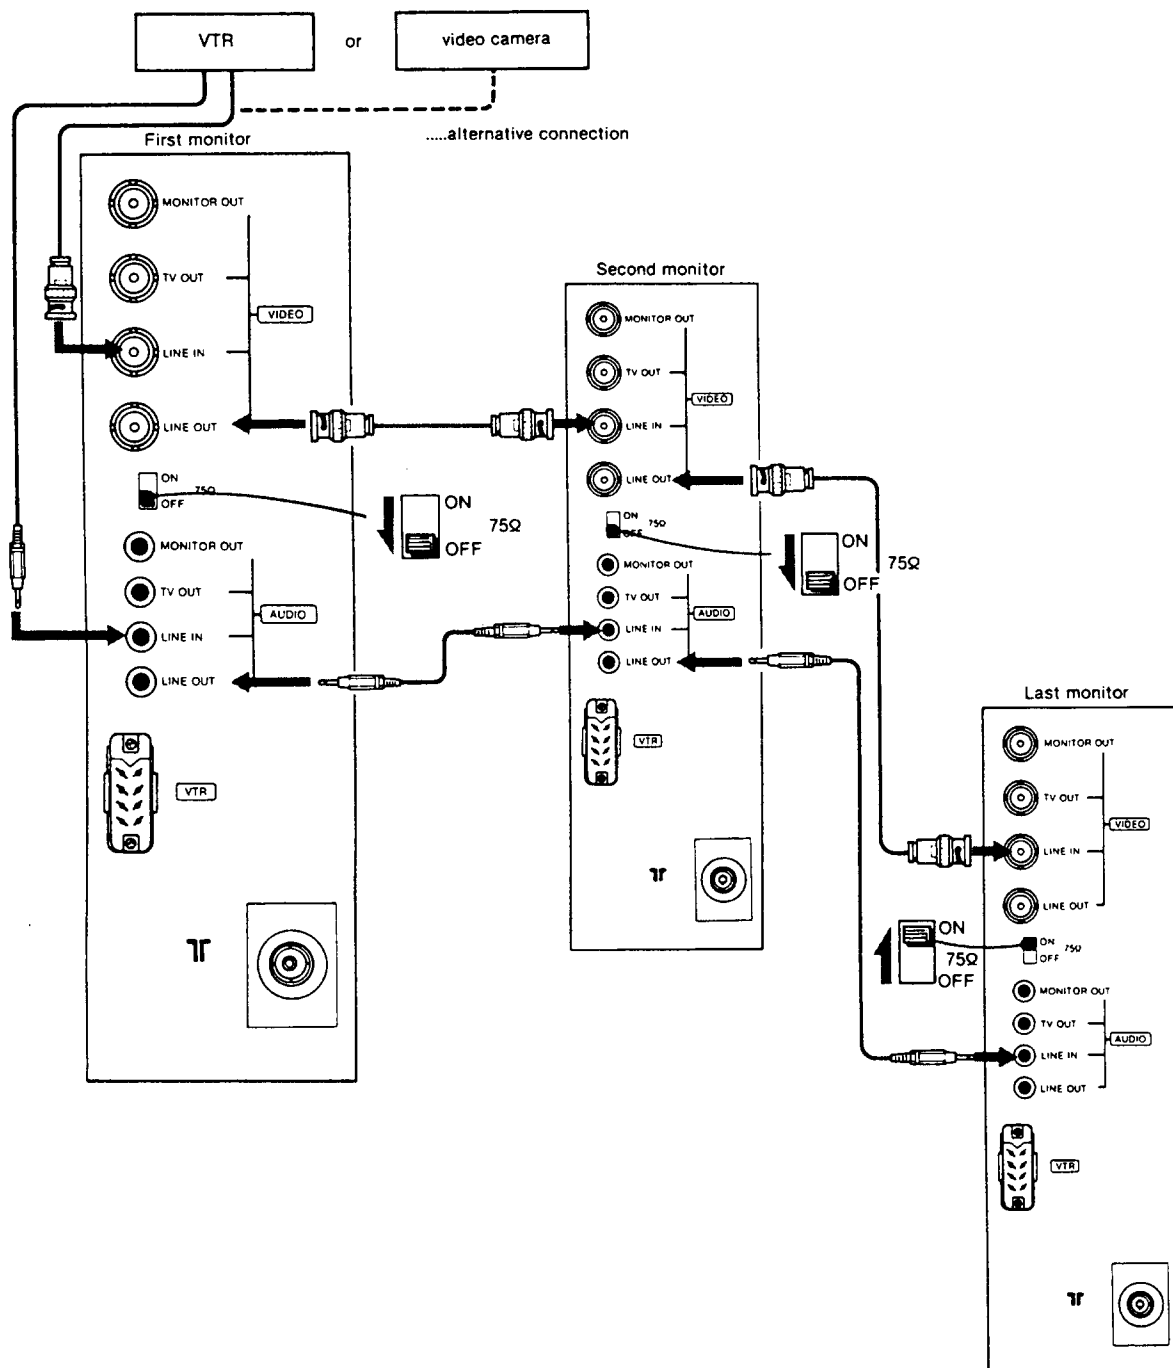 VTR or video camera
.....alternative connection
First monitor
MONITOR OUT
TV OUT
VIDEO
LINE IN
LINE OUT
ON
75Ω
OFF
ON
75Ω
OFF
MONITOR OUT
TV OUT
AUDIO
LINE IN
LINE OUT
VTR
Second monitor
MONITOR OUT
TV OUT
VIDEO
LINE IN
LINE OUT
ON
75Ω
OFF
ON
75Ω
OFF
MONITOR OUT
TV OUT
AUDIO
LINE IN
LINE OUT
VTR
Last monitor
MONITOR OUT
TV OUT
VIDEO
LINE IN
LINE OUT
ON
75Ω
OFF
ON
75Ω
OFF
MONITOR OUT
TV OUT
AUDIO
LINE IN
LINE OUT
VTR